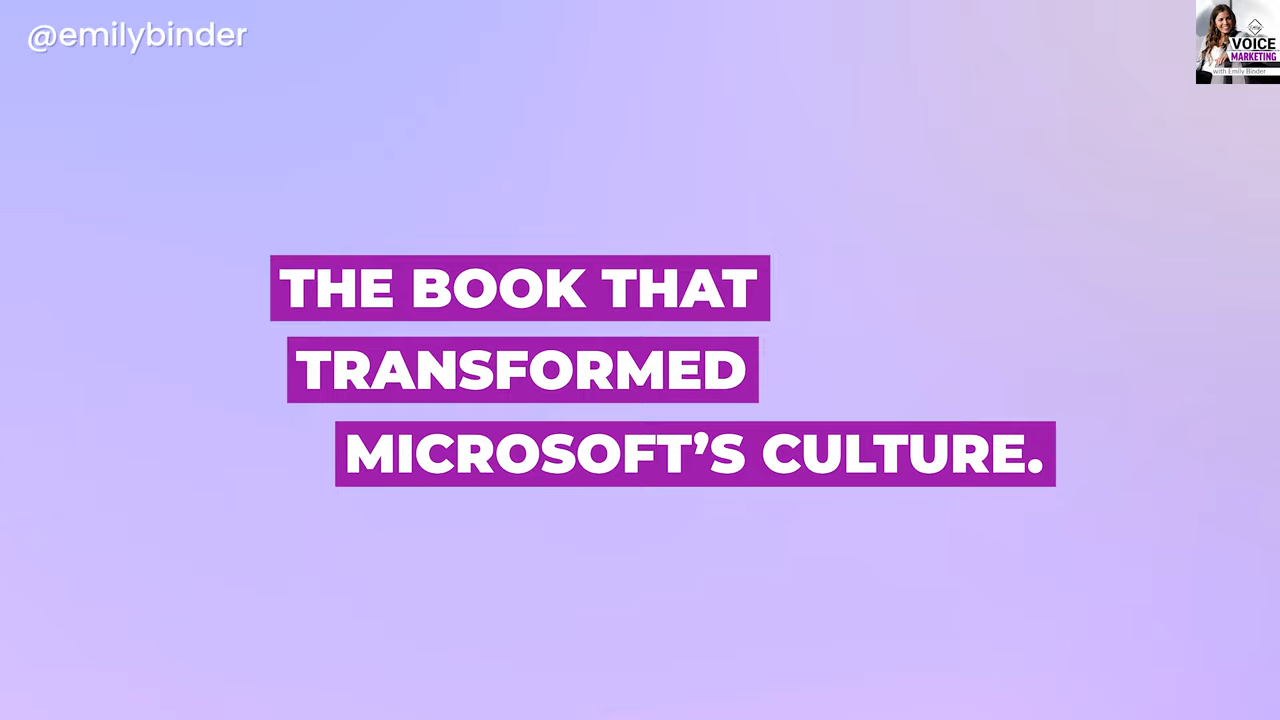 @emilybinder
VOICE
MARKETING
with Emily Binder
THE BOOK THAT
TRANSFORMED
MICROSOFT’S CULTURE.